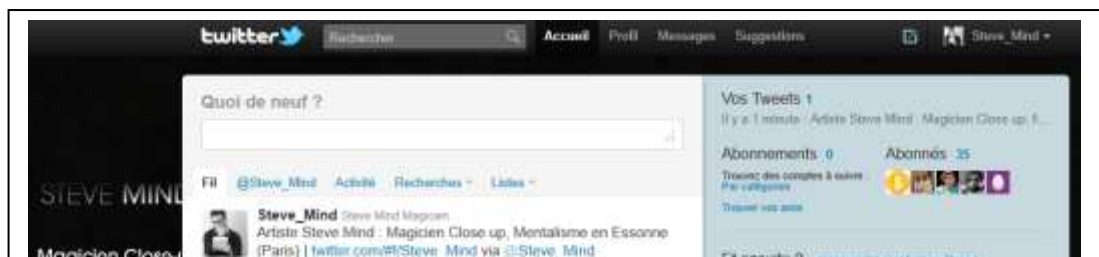 twitter Rechercher Accueil Profil Messages Suggestions Steve_Mind
Quoi de neuf ?
Vos Tweets 1
Il y a 1 minute · Artiste Steve Mind : Magicien Close up, ...
Abonnements 0 Abonnés 35
Trouvez des comptes à suivre
Par catégories
Trouver vos amis
STEVE MIND
Fil @Steve_Mind Activité Recherches Listes
Steve_Mind Steve Mind Magicien
Artiste Steve Mind : Magicien Close up, Mentalisme en Essonne
(Paris) | twitter.com/#!/Steve_Mind via @Steve_Mind
Magicien Close-